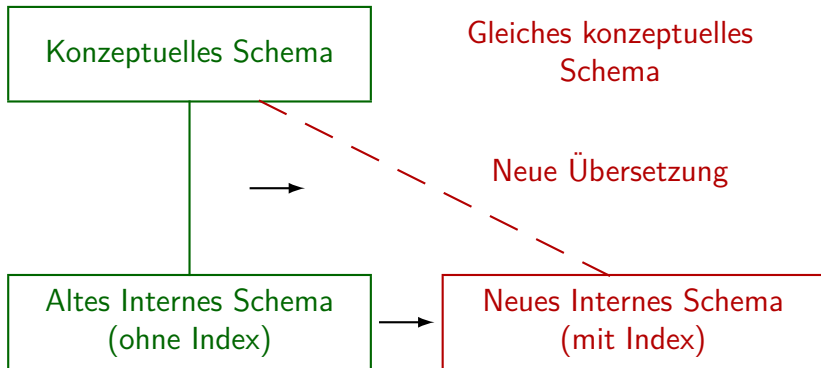 Konzeptuelles Schema
Gleiches konzeptuelles
Schema
Neue Übersetzung
Altes Internes Schema
(ohne Index)
Neues Internes Schema
(mit Index)